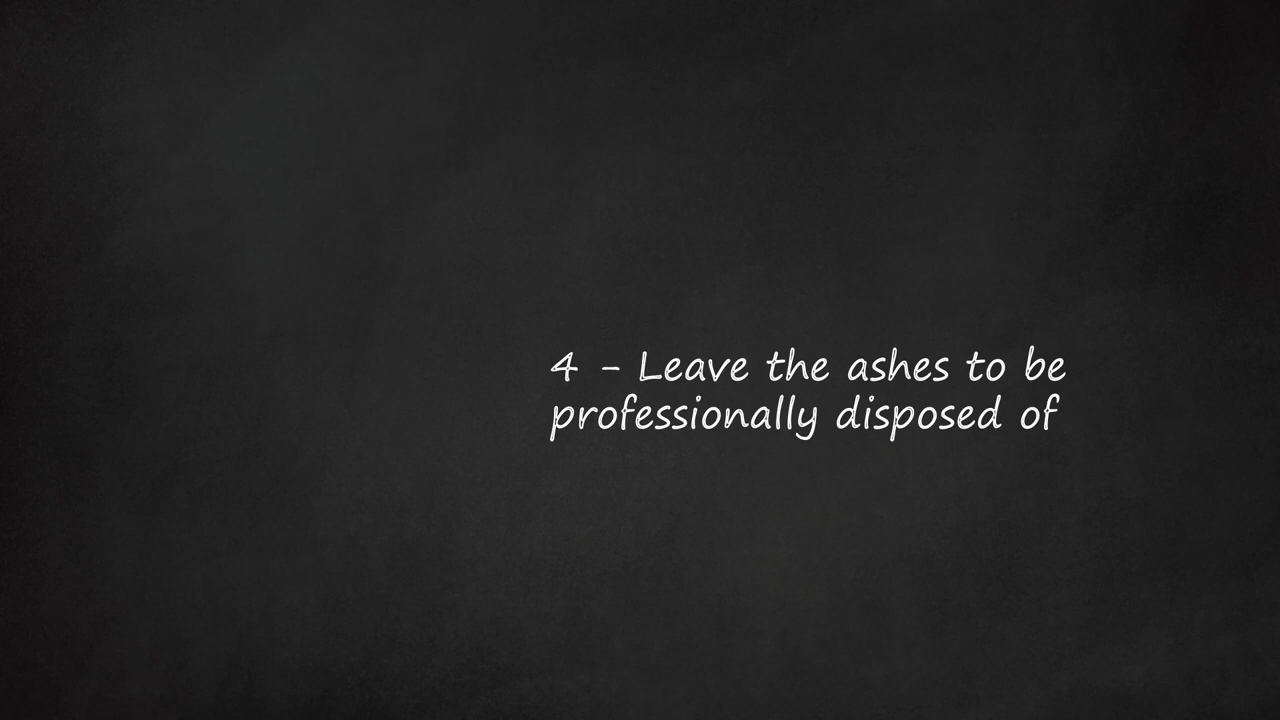 4 - Leave the ashes to be
professionally disposed of